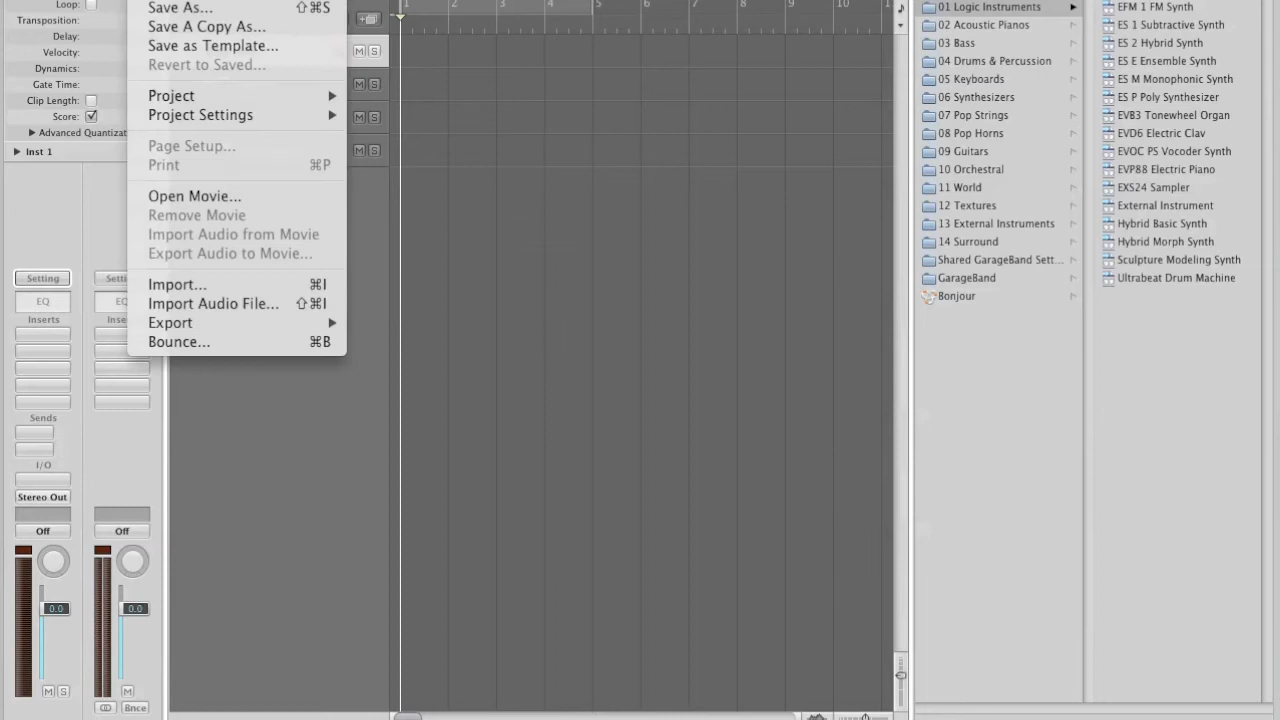 Loop:
Transposition:
Delay:
Velocity:
Dynamics:
Gate Time:
Clip Length:
Score:
Advanced Quantizat
Inst 1
Setting
EQ
Inserts
Sends
I/O
Stereo Out
Off
0.0
M S
Setti
EQ
Inse
Off
0.0
M
Bnce
Save As... ⇧⌘S
Save A Copy As...
Save as Template...
Revert to Saved...
Project
Project Settings
Page Setup...
Print ⌘P
Open Movie...
Remove Movie
Import Audio from Movie
Export Audio to Movie...
Import... ⌘I
Import Audio File... ⇧⌘I
Export
Bounce... ⌘B
M S
M S
M S
M S
1 2 3 4 5 6 7 8 9 10 1
01 Logic Instruments
02 Acoustic Pianos
03 Bass
04 Drums & Percussion
05 Keyboards
06 Synthesizers
07 Pop Strings
08 Pop Horns
09 Guitars
10 Orchestral
11 World
12 Textures
13 External Instruments
14 Surround
Shared GarageBand Sett...
GarageBand
Bonjour
EFM 1 FM Synth
ES 1 Subtractive Synth
ES 2 Hybrid Synth
ES E Ensemble Synth
ES M Monophonic Synth
ES P Poly Synthesizer
EVB3 Tonewheel Organ
EVD6 Electric Clav
EVOC PS Vocoder Synth
EVP88 Electric Piano
EXS24 Sampler
External Instrument
Hybrid Basic Synth
Hybrid Morph Synth
Sculpture Modeling Synth
Ultrabeat Drum Machine